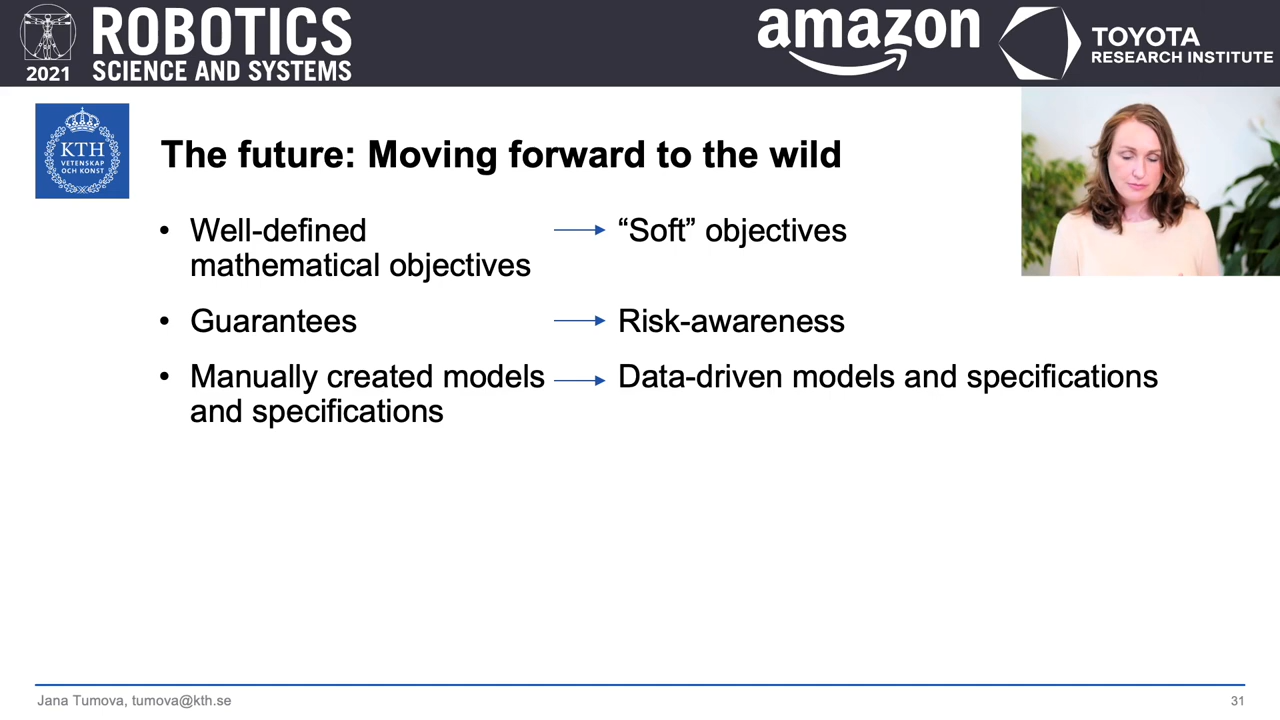 ROBOTICS
SCIENCE AND SYSTEMS
2021
amazon
TOYOTA
RESEARCH INSTITUTE
KTH
VETENSKAP
OCH KONST
The future: Moving forward to the wild
• Well-defined mathematical objectives → “Soft” objectives
• Guarantees → Risk-awareness
• Manually created models and specifications → Data-driven models and specifications
Jana Tumova, tumova@kth.se
31